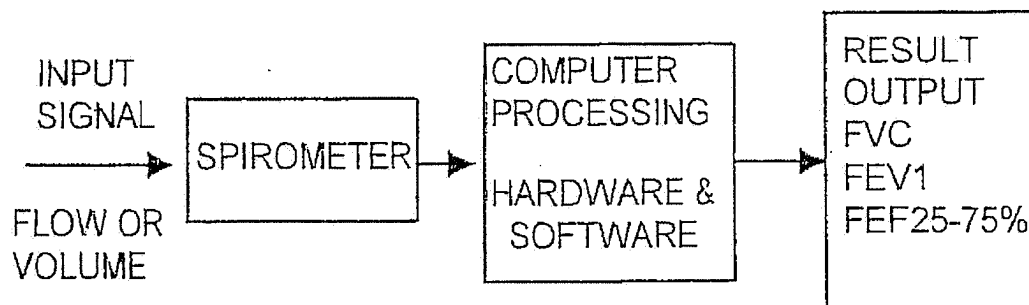 INPUT
SIGNAL
FLOW OR
VOLUME
SPIROMETER
COMPUTER
PROCESSING
HARDWARE &
SOFTWARE
RESULT
OUTPUT
FVC
FEV1
FEF25-75%